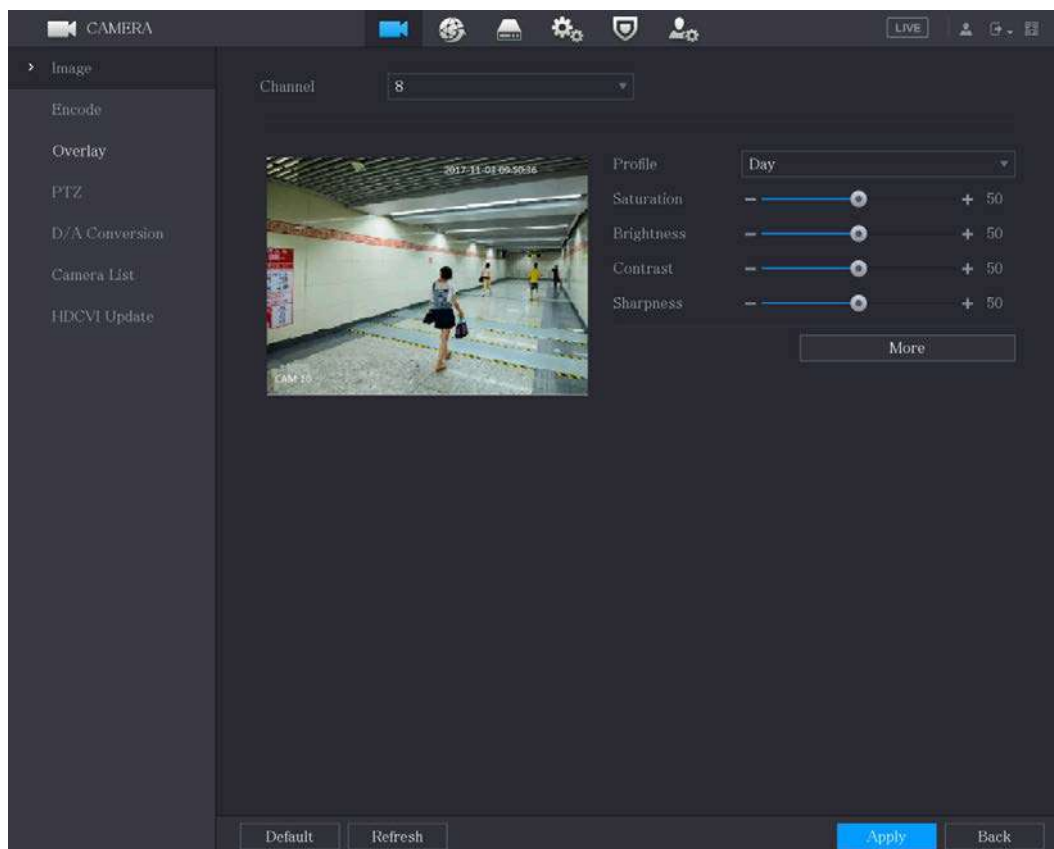 CAMERA
LIVE
Image
Encode
Overlay
PTZ
D/A Conversion
Camera List
HDCVI Update
Channel
8
2017-11-01 09:50:36
CAM 10
Profile
Day
Saturation
50
Brightness
50
Contrast
50
Sharpness
50
More
Default
Refresh
Apply
Back